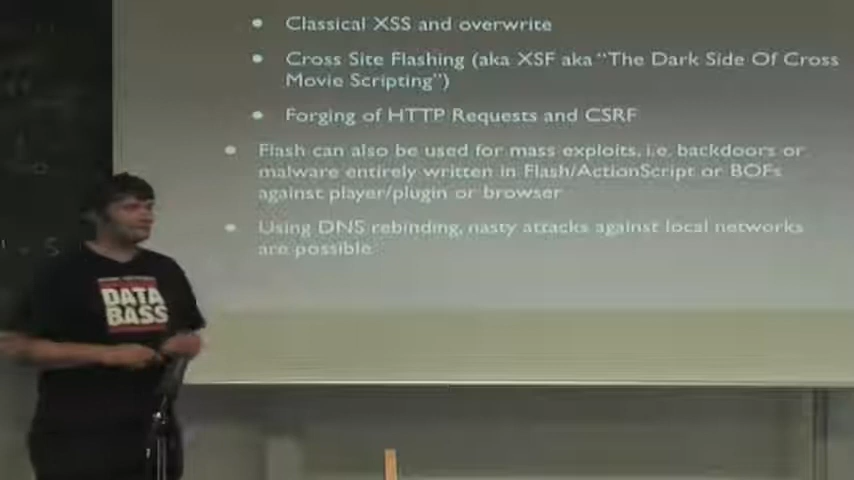 • Classical XSS and overwrite
• Cross Site Flashing (aka XSF aka “The Dark Side Of Cross
Movie Scripting”)
• Forging of HTTP Requests and CSRF
• Flash can also be used for mass exploits, i.e. backdoors or
malware entirely written in Flash/ActionScript or BOFs
against player/plugin or browser
• Using DNS rebinding, nasty attacks against local networks
are possible
DATA
BASS